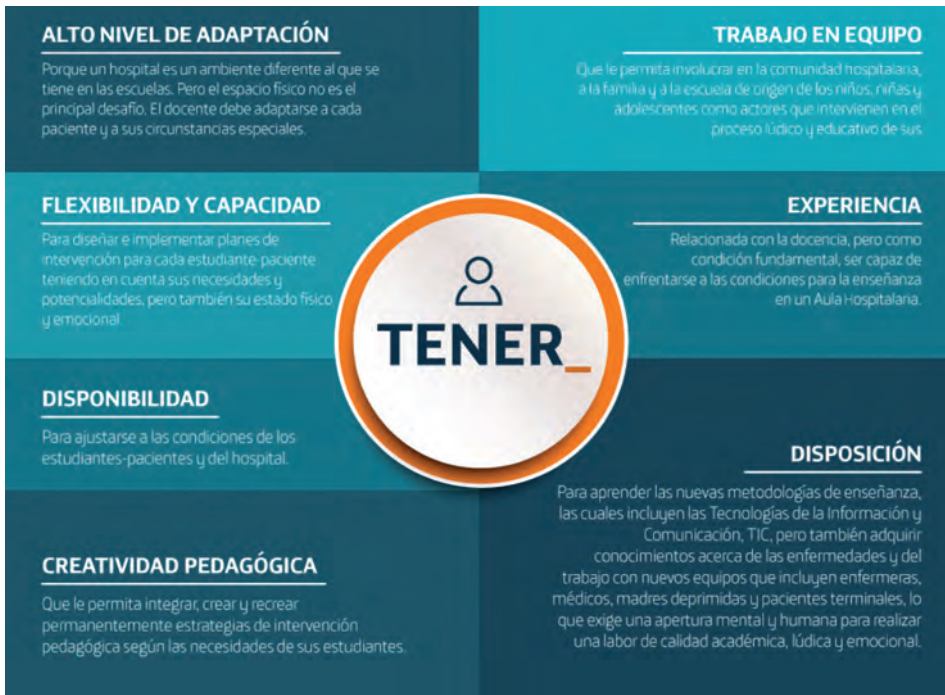 ALTO NIVEL DE ADAPTACIÓN
Porque un hospital es un ambiente diferente al que se
tiene en las escuelas. Pero el espacio físico no es el
principal desafío. El docente debe adaptarse a cada
paciente y a sus circunstancias especiales.
TRABAJO EN EQUIPO
Que le permita involucrar en la comunidad hospitalaria,
a la familia y a la escuela de origen de los niños, niñas y
adolescentes como actores que intervienen en el
proceso lúdico y educativo de sus
FLEXIBILIDAD Y CAPACIDAD
Para diseñar e implementar planes de
intervención para cada estudiante-paciente
teniendo en cuenta sus necesidades y
potencialidades, pero también su estado físico
y emocional.
EXPERIENCIA
Relacionada con la docencia, pero como
condición fundamental, ser capaz de
enfrentarse a las condiciones para la enseñanza
en un Aula Hospitalaria.
TENER_
DISPONIBILIDAD
Para ajustarse a las condiciones de los
estudiantes-pacientes y del hospital.
DISPOSICIÓN
Para aprender las nuevas metodologías de enseñanza,
las cuales incluyen las Tecnologías de la Información y
Comunicación, TIC, pero también adquirir
conocimientos acerca de las enfermedades y del
trabajo con nuevos equipos que incluyen enfermeras,
médicos, madres deprimidas y pacientes terminales, lo
que exige una apertura mental y humana para realizar
una labor de calidad académica, lúdica y emocional.
CREATIVIDAD PEDAGÓGICA
Que le permita integrar, crear y recrear
permanentemente estrategias de intervención
pedagógica según las necesidades de sus estudiantes.